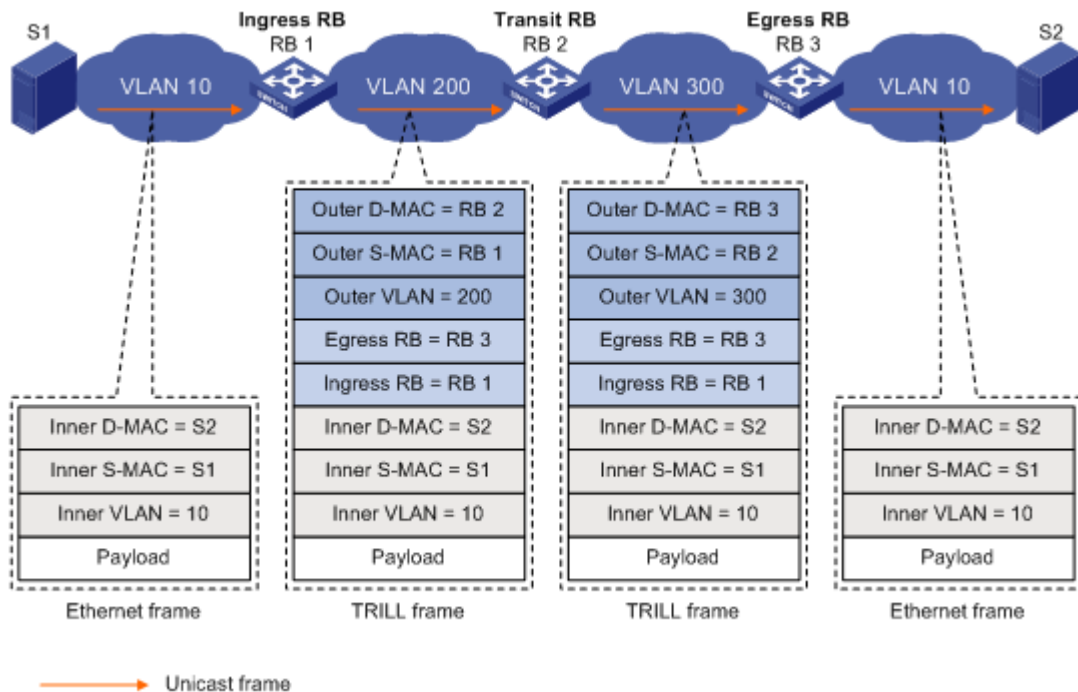 S1
Ingress RB
RB 1
Transit RB
RB 2
Egress RB
RB 3
S2
VLAN 10
SWITCH
VLAN 200
SWITCH
VLAN 300
SWITCH
VLAN 10
Inner D-MAC = S2
Inner S-MAC = S1
Inner VLAN = 10
Payload
Ethernet frame
Outer D-MAC = RB 2
Outer S-MAC = RB 1
Outer VLAN = 200
Egress RB = RB 3
Ingress RB = RB 1
Inner D-MAC = S2
Inner S-MAC = S1
Inner VLAN = 10
Payload
TRILL frame
Outer D-MAC = RB 3
Outer S-MAC = RB 2
Outer VLAN = 300
Egress RB = RB 3
Ingress RB = RB 1
Inner D-MAC = S2
Inner S-MAC = S1
Inner VLAN = 10
Payload
TRILL frame
Inner D-MAC = S2
Inner S-MAC = S1
Inner VLAN = 10
Payload
Ethernet frame
Unicast frame